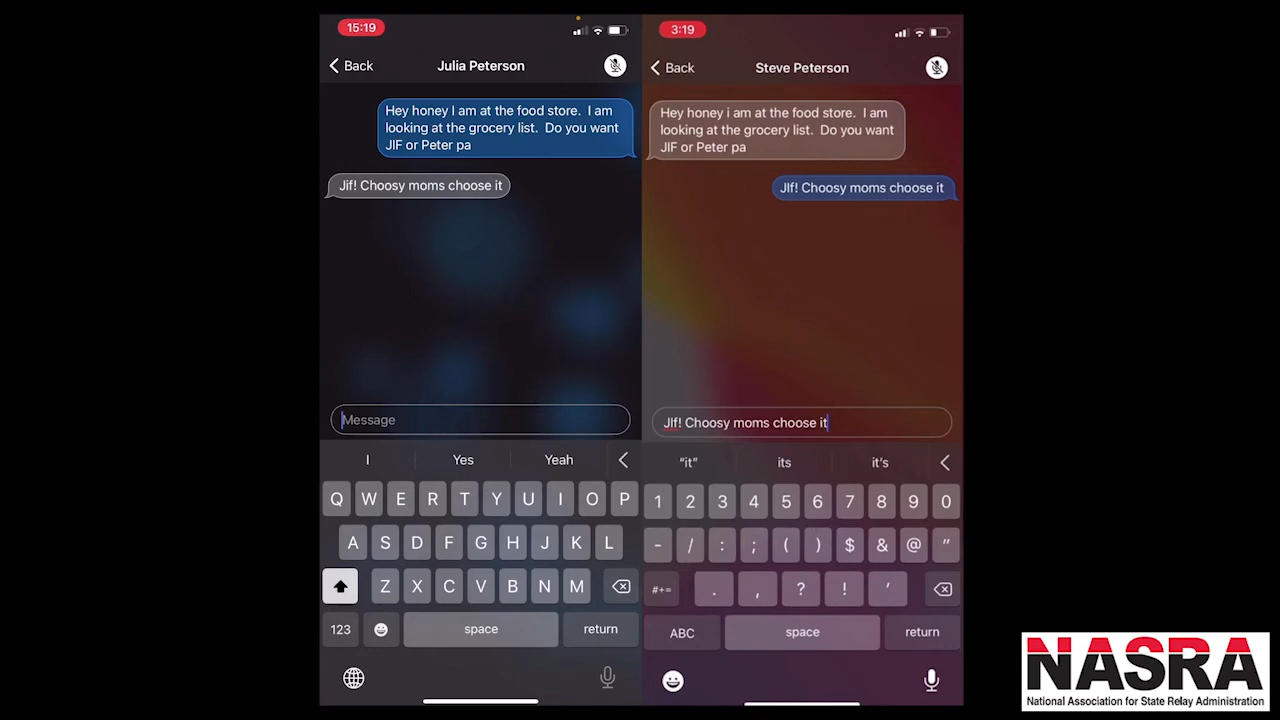 15:19
Back
Julia Peterson
Hey honey I am at the food store. I am
looking at the grocery list. Do you want
JIF or Peter pa
Jif! Choosy moms choose it
Message
I Yes Yeah
Q W E R T Y U I O P
A S D F G H J K L
Z X C V B N M
123 space return
3:19
Back
Steve Peterson
Hey honey i am at the food store. I am
looking at the grocery list. Do you want
JIF or Peter pa
JIf! Choosy moms choose it
JIf! Choosy moms choose it
“it” its it’s
1 2 3 4 5 6 7 8 9 0
- / : ; ( ) $ & @ ”
#+= . , ? ! ’
ABC space return
NASRA
National Association for State Relay Administration